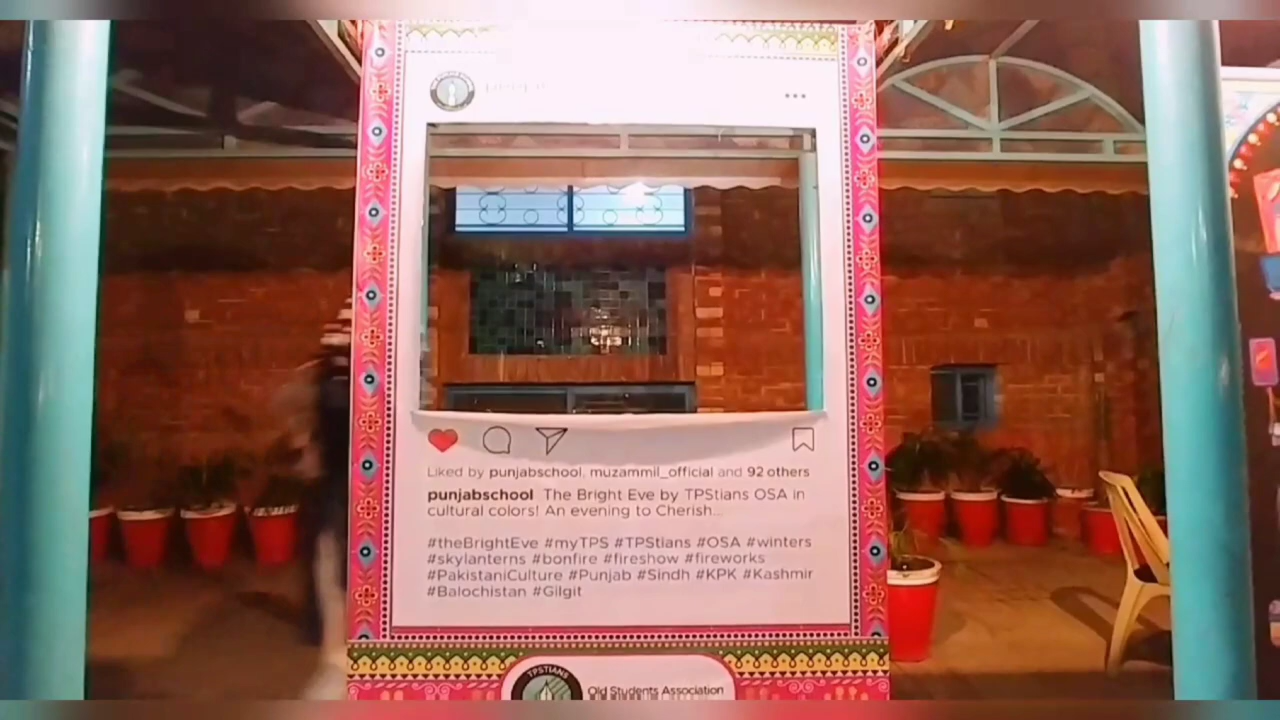 Liked by punjabschool, muzammil_official and 92 others
punjabschool The Bright Eve by TPStians OSA in
cultural colors! An evening to Cherish...
#theBrightEve #myTPS #TPStians #OSA #winters
#skylanterns #bonfire #fireshow #fireworks
#PakistaniCulture #Punjab #Sindh #KPK #Kashmir
#Balochistan #Gilgit
TPSTIANS
Old Students Association